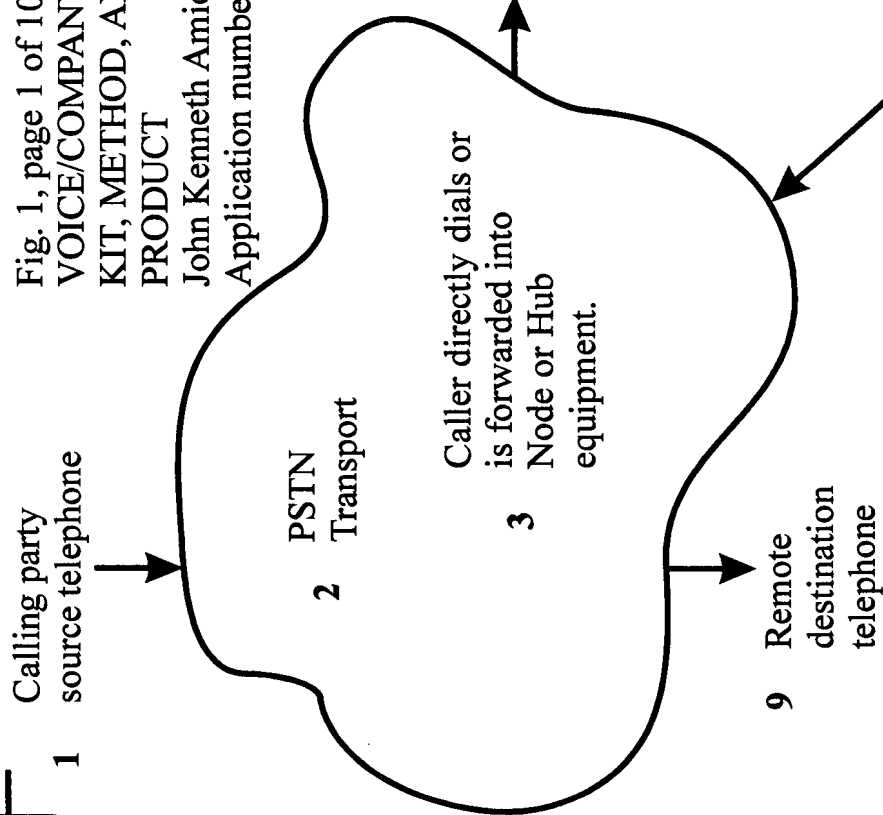 Fig. 1, page 1 of 10
VOICE/COMPANY
KIT, METHOD, A
PRODUCT
John Kenneth Amic
Application numbe
Calling party
1 source telephone
PSTN
2 Transport
Caller directly dials or
is forwarded into
3 Node or Hub
equipment.
9 Remote
destination
telephone